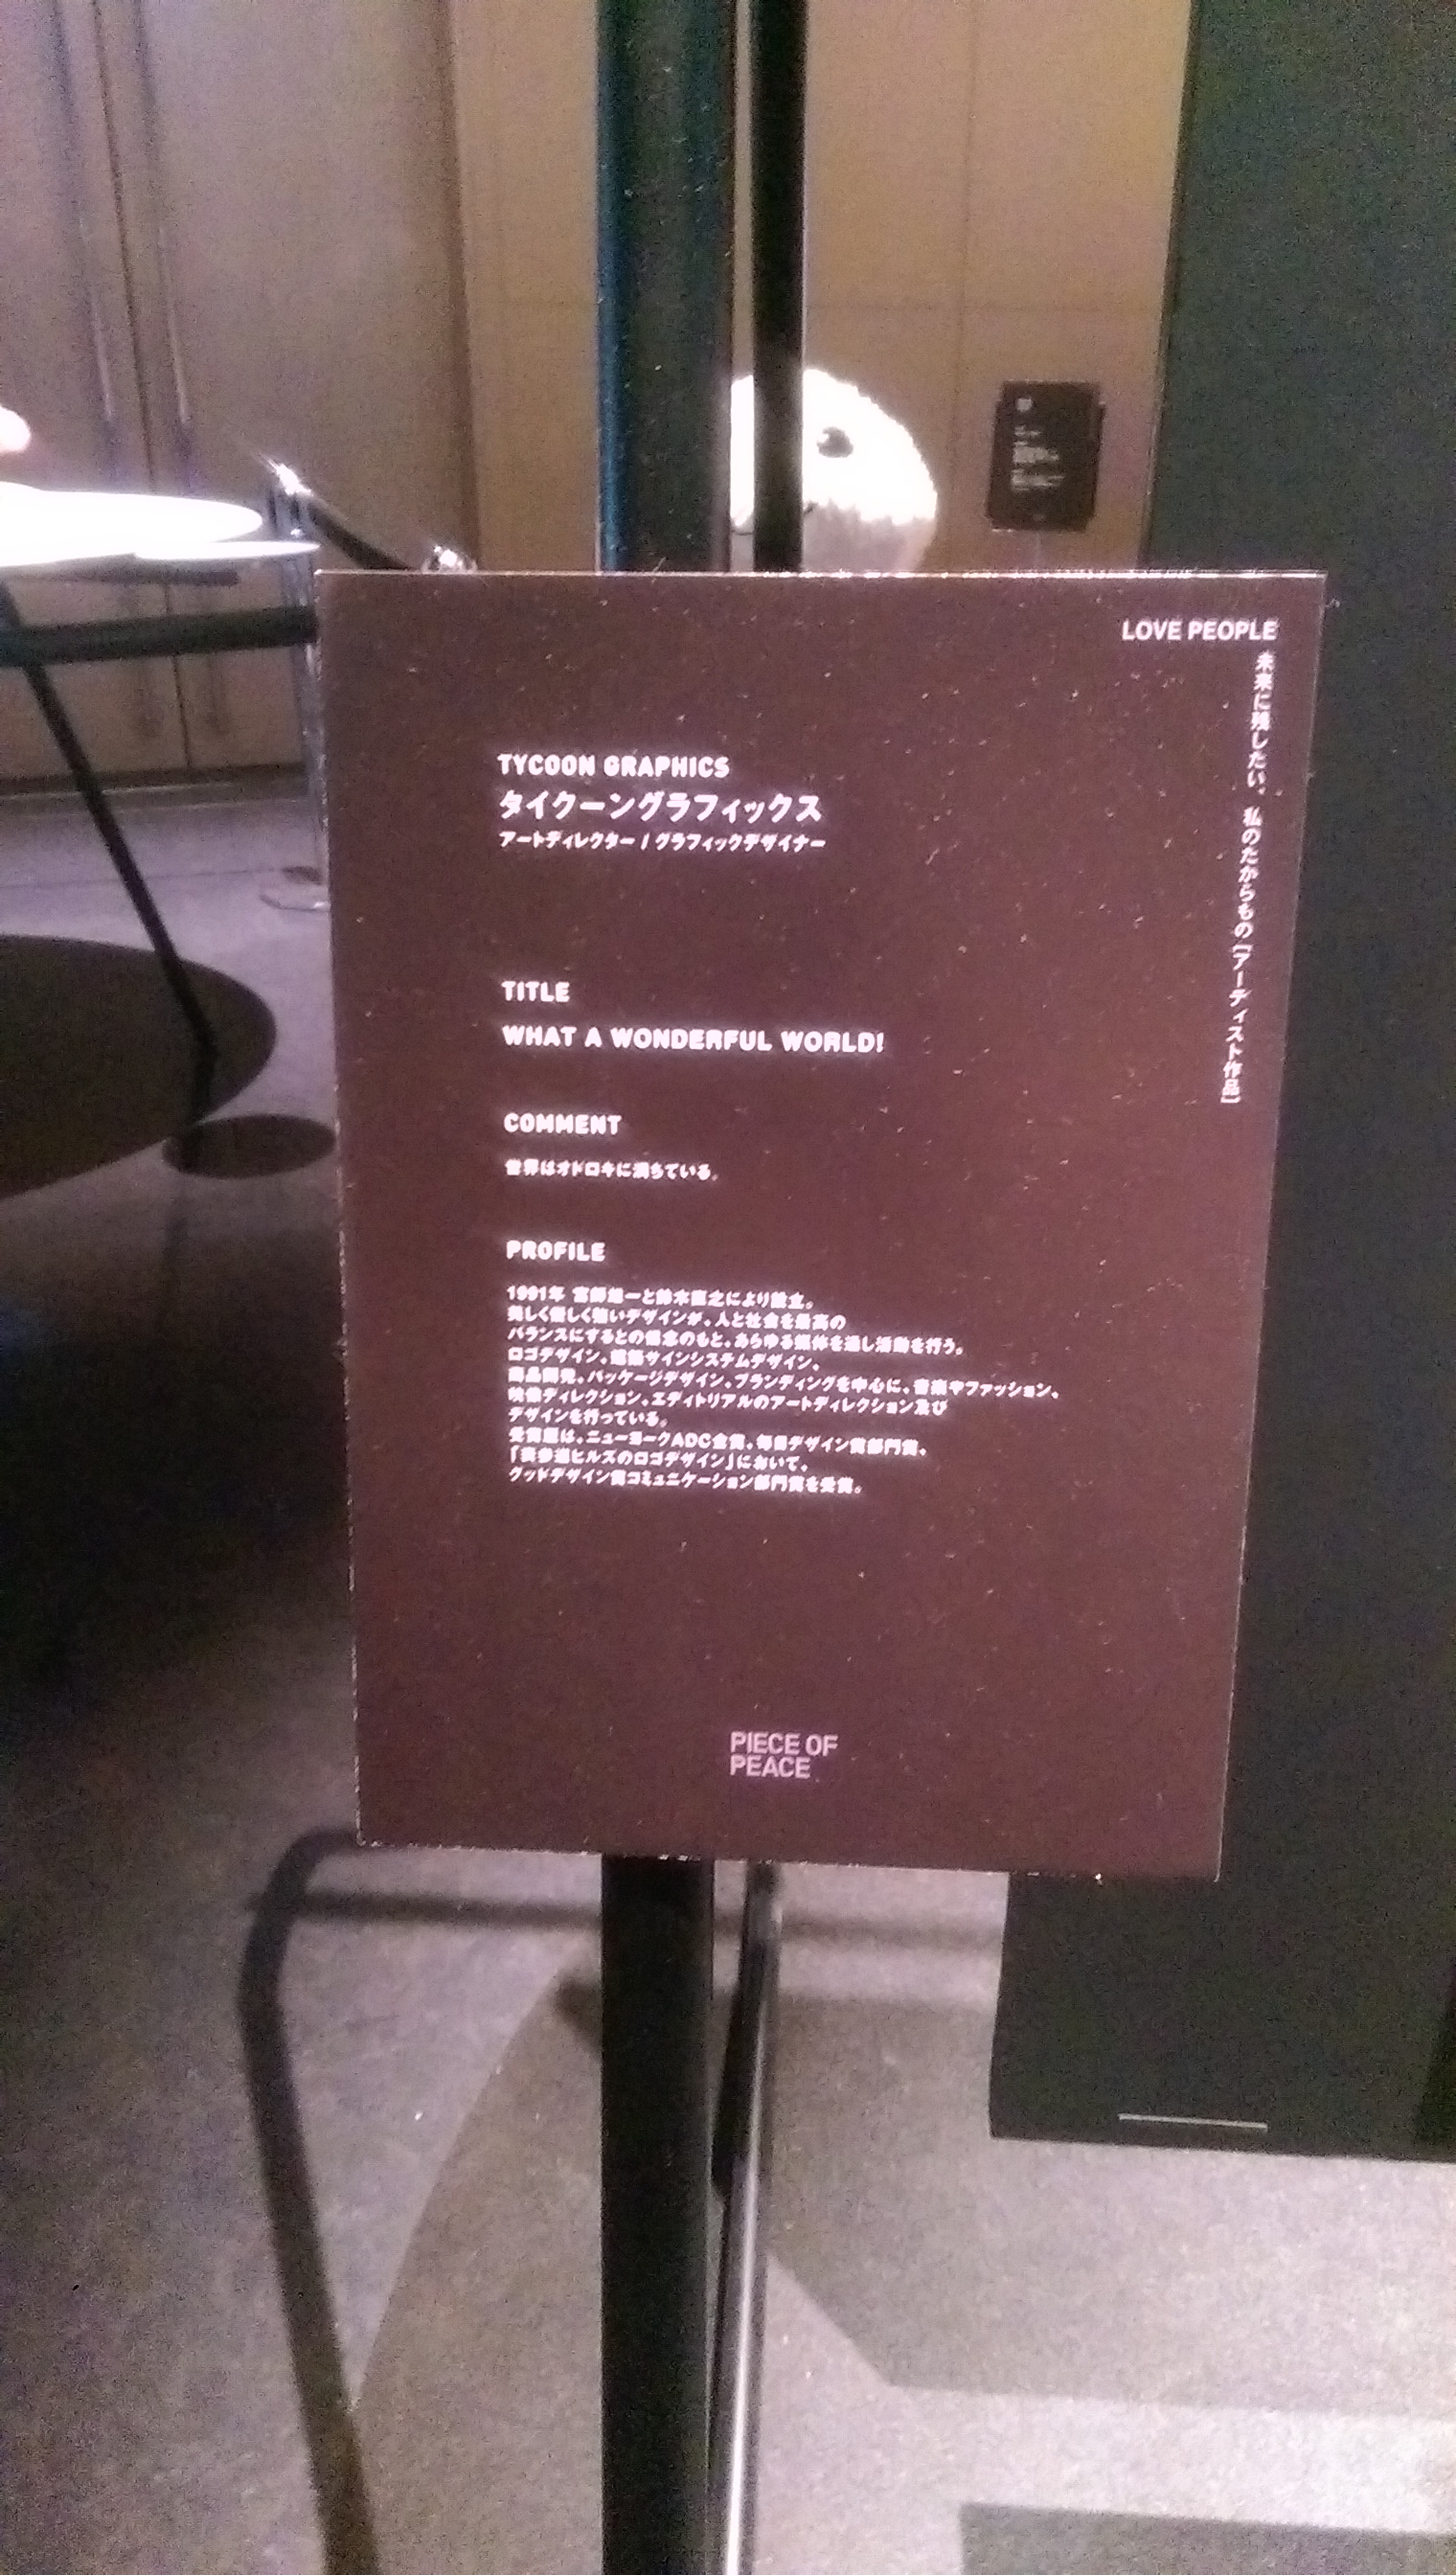 LOVE PEOPLE
未来に残したい、私のたからもの[アーティスト作品]
TYCOON GRAPHICS
タイクーングラフィックス
アートディレクター / グラフィックデザイナー
TITLE
WHAT A WONDERFUL WORLD!
COMMENT
世界はオドロキに満ちている。
PROFILE
1991年 宮師雄一と鈴木直之により設立。
美しく優しく強いデザインが、人と社会を最高の
バランスにするとの信念のもと、あらゆる媒体を通し活動を行う。
ロゴデザイン、建築サインシステムデザイン、
商品開発、パッケージデザイン、ブランディングを中心に、音楽やファッション、
映像ディレクション、エディトリアルのアートディレクション及び
デザインを行っている。
受賞歴は、ニューヨークADC金賞、毎日デザイン賞部門賞、
「表参道ヒルズのロゴデザイン」において、
グッドデザイン賞コミュニケーション部門賞を受賞。
PIECE OF
PEACE